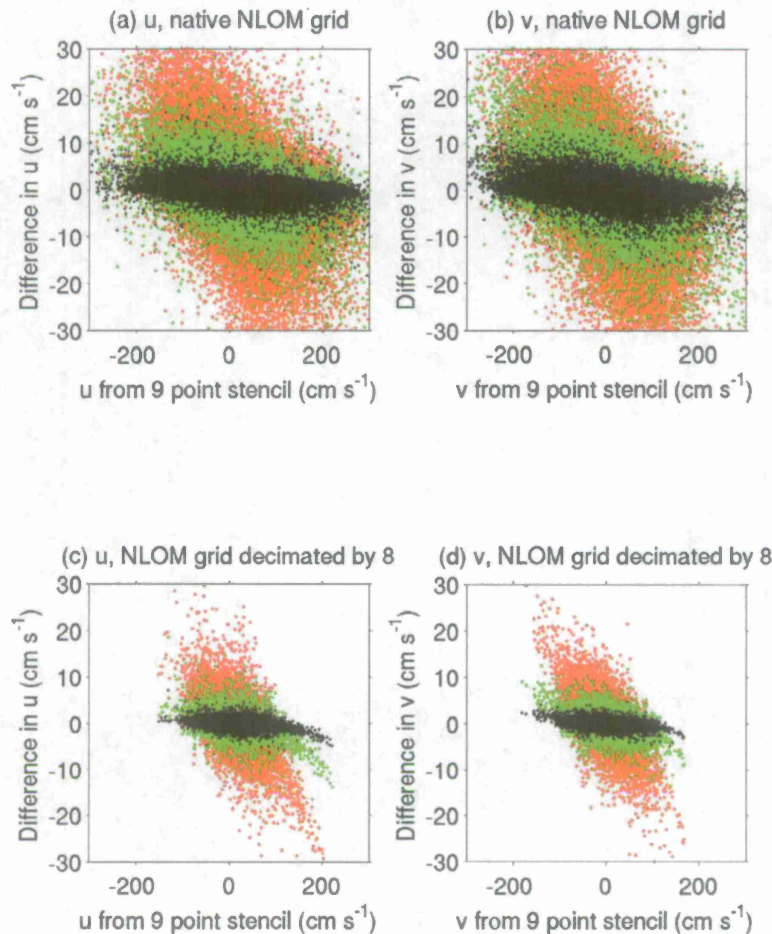 (a) u, native NLOM grid
30
20
10
0
-10
-20
-30
Difference in u (cm s⁻¹)
-200 0 200
u from 9 point stencil (cm s⁻¹)
(b) v, native NLOM grid
30
20
10
0
-10
-20
-30
Difference in v (cm s⁻¹)
-200 0 200
v from 9 point stencil (cm s⁻¹)
(c) u, NLOM grid decimated by 8
30
20
10
0
-10
-20
-30
Difference in u (cm s⁻¹)
-200 0 200
u from 9 point stencil (cm s⁻¹)
(d) v, NLOM grid decimated by 8
30
20
10
0
-10
-20
-30
Difference in v (cm s⁻¹)
-200 0 200
v from 9 point stencil (cm s⁻¹)